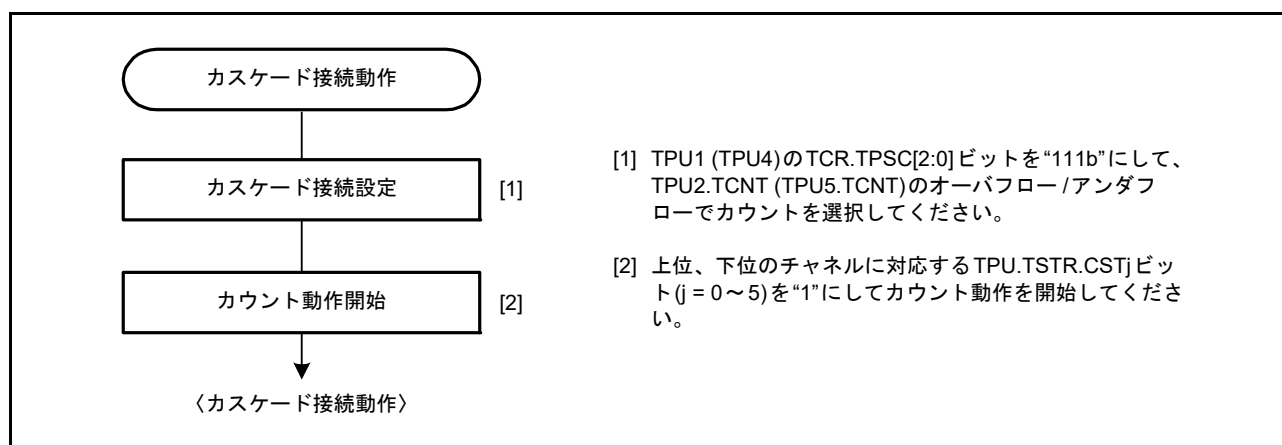 カスケード接続動作
カスケード接続設定 [1]
カウント動作開始 [2]
〈カスケード接続動作〉
[1] TPU1 (TPU4)のTCR.TPSC[2:0]ビットを“111b”にして、
TPU2.TCNT (TPU5.TCNT)のオーバフロー/アンダフ
ローでカウントを選択してください。
[2] 上位、下位のチャネルに対応するTPU.TSTR.CSTjビッ
ト(j = 0～5)を“1”にしてカウント動作を開始してくださ
い。